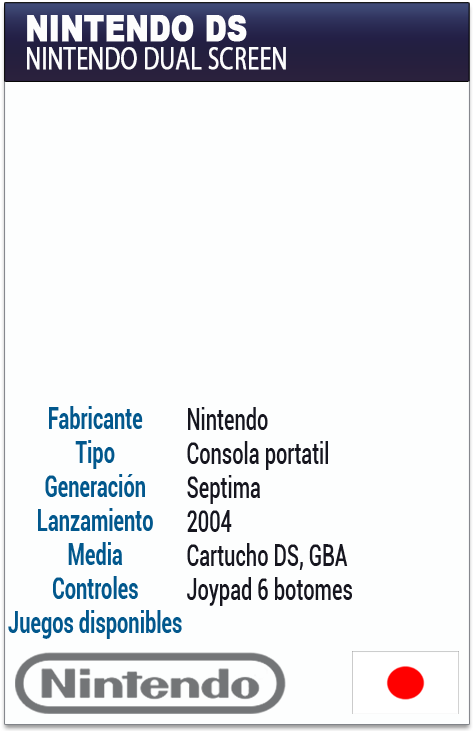 NINTENDO DS
NINTENDO DUAL SCREEN
Fabricante Nintendo
Tipo Consola portatil
Generación Septima
Lanzamiento 2004
Media Cartucho DS, GBA
Controles Joypad 6 botomes
Juegos disponibles
Nintendo